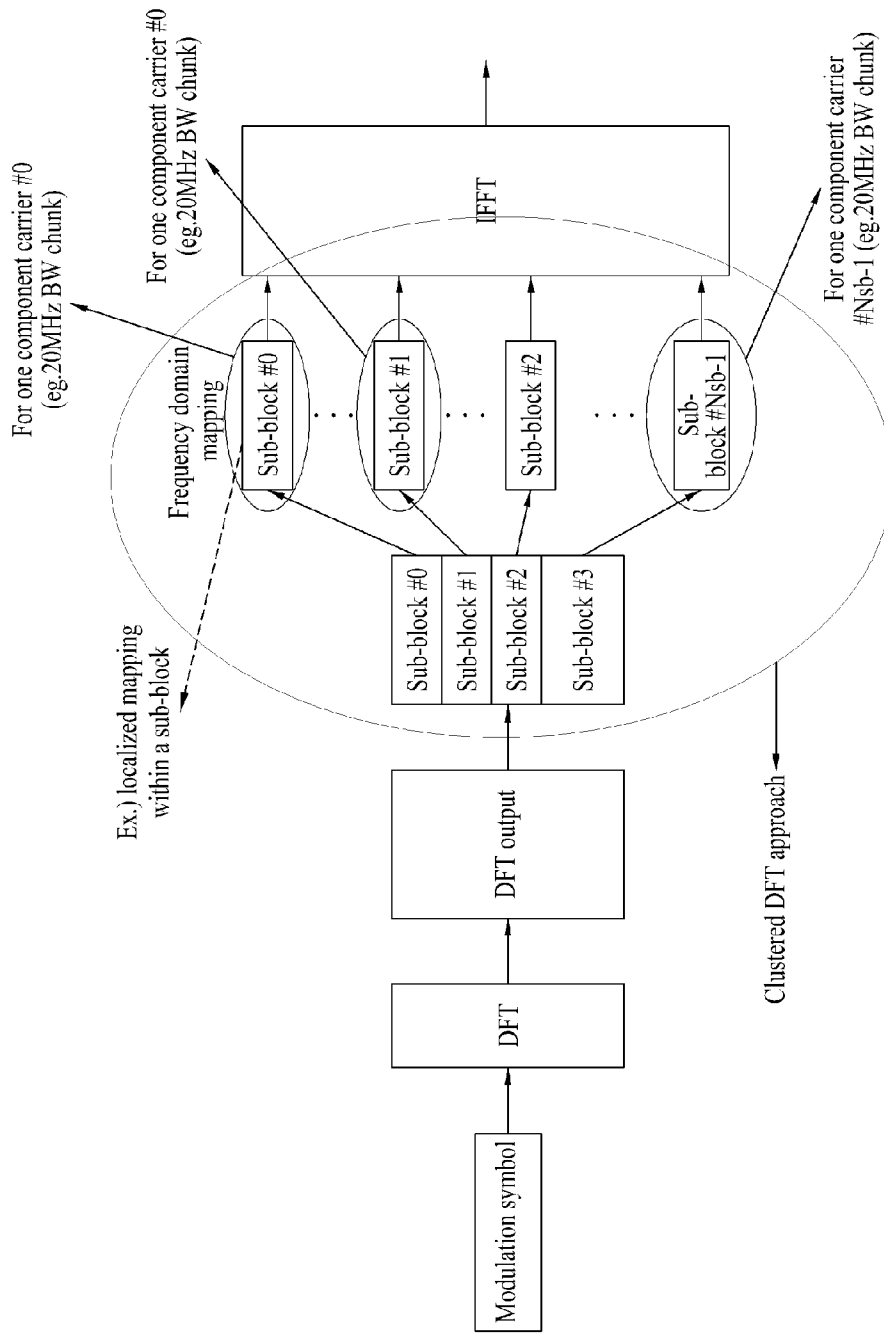 For one component carrier #0
(eg.20MHz BW chunk)
For one component carrier #0
(eg.20MHz BW chunk)
For one component carrier
#Nsb-1 (eg.20MHz BW chunk)
Ex.) localized mapping
within a sub-block
Frequency domain
mapping
Modulation symbol
DFT
DFT output
Sub-block #0
Sub-block #1
Sub-block #2
Sub-block #3
Sub-block #0
Sub-block #1
Sub-block #2
Sub-
block #Nsb-1
IFFT
Clustered DFT approach